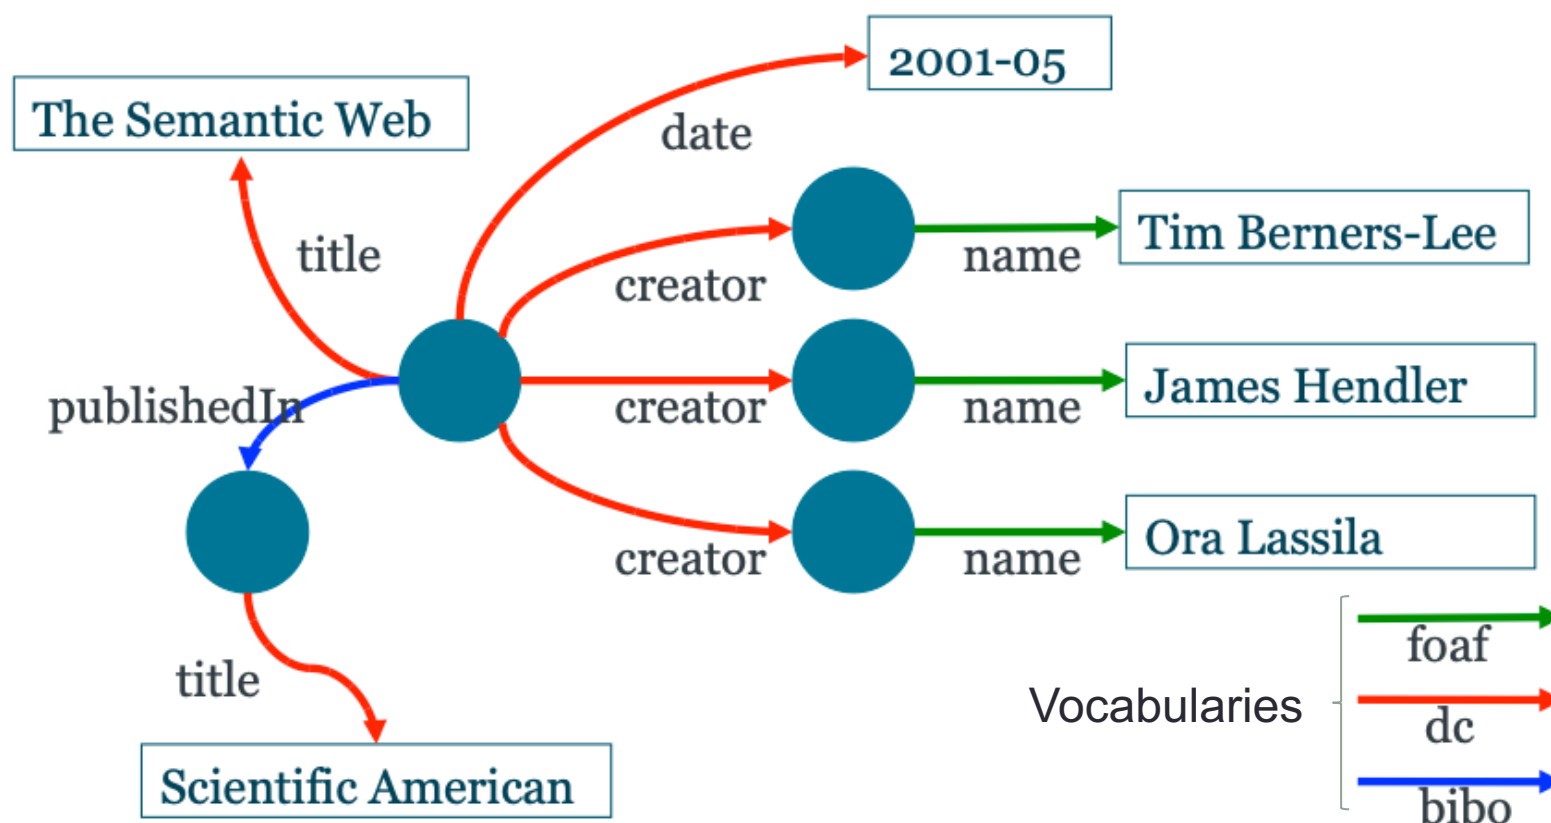 2001-05
The Semantic Web
date
title
creator
name
Tim Berners-Lee
publishedIn
creator
name
James Hendler
creator
name
Ora Lassila
title
Scientific American
Vocabularies
foaf
dc
bibo